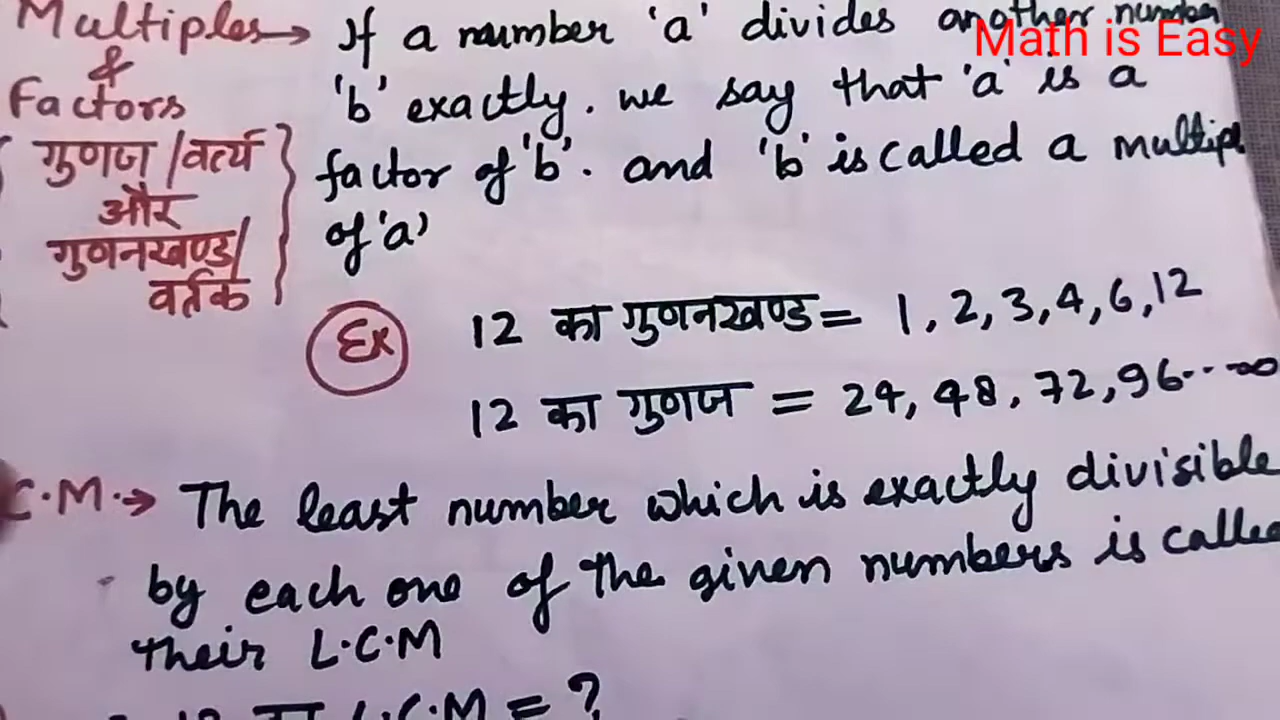 Multiples → If a number 'a' divides another number
Math is Easy
& 
Factors
'b' exactly. we say that 'a' is a
गुणज / वर्त्य
और
गुणनखण्ड/
वर्तक
factor of 'b'. and 'b' is called a multipl
of 'a'
Ex
12 का गुणनखण्ड = 1, 2, 3, 4, 6, 12
12 का गुणज = 24, 48, 72, 96...∞
C.M. → The least number which is exactly divisible
by each one of the given numbers is called
their L.C.M
12 का L.C.M = ?